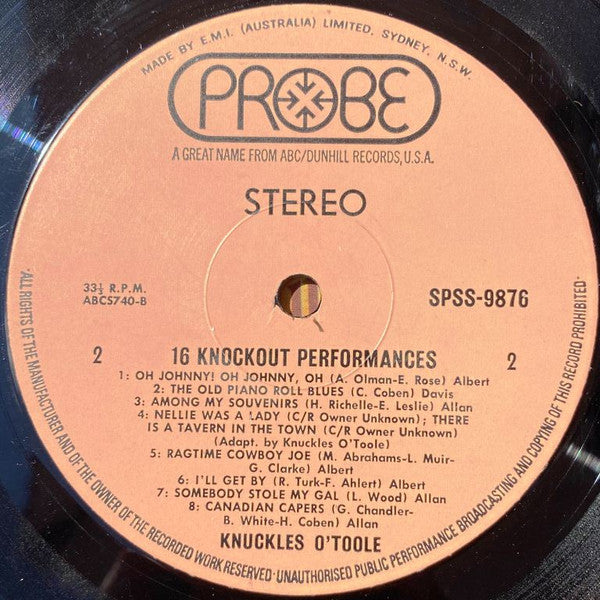 MADE BY E.M.I. (AUSTRALIA) LIMITED, SYDNEY, N.S.W.
PROBE
A GREAT NAME FROM ABC/DUNHILL RECORDS, U.S.A.
STEREO
33⅓ R.P.M.
ABCS740-B
SPSS-9876
2 16 KNOCKOUT PERFORMANCES 2
1: OH JOHNNY! OH JOHNNY, OH (A. Olman-E. Rose) Albert
2: THE OLD PIANO ROLL BLUES (C. Coben) Davis
3: AMONG MY SOUVENIRS (H. Richelle-E. Leslie) Allan
4: NELLIE WAS A LADY (C/R Owner Unknown); THERE
IS A TAVERN IN THE TOWN (C/R Owner Unknown)
(Adapt. by Knuckles O'Toole)
5: RAGTIME COWBOY JOE (M. Abrahams-L. Muir-
G. Clarke) Albert
6: I'LL GET BY (R. Turk-F. Ahlert) Albert
7: SOMEBODY STOLE MY GAL (L. Wood) Allan
8: CANADIAN CAPERS (G. Chandler-
B. White-H. Coben) Allan
KNUCKLES O'TOOLE
·ALL RIGHTS OF THE MANUFACTURER AND OF THE OWNER OF THE RECORDED WORK RESERVED·UNAUTHORISED PUBLIC PERFORMANCE BROADCASTING AND COPYING OF THIS RECORD PROHIBITED·